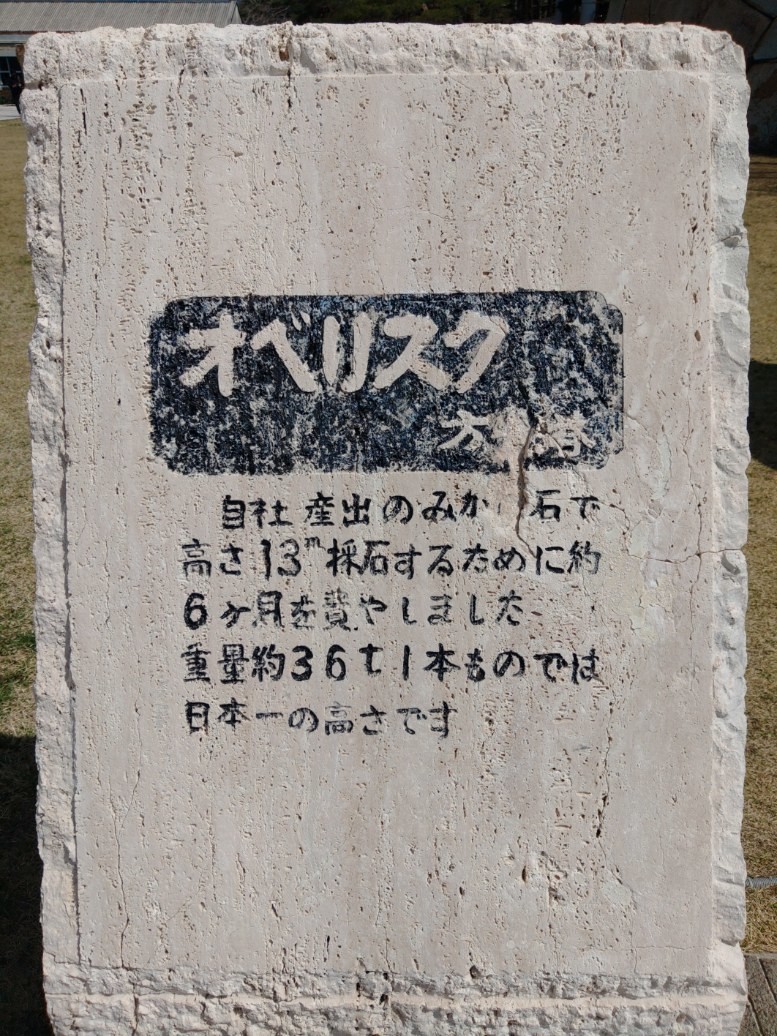 オベリスク
自社産出のみか 石で
高さ13m採石するために約
6ヶ月を費やしました
重量約36t1本ものでは
日本一の高さです